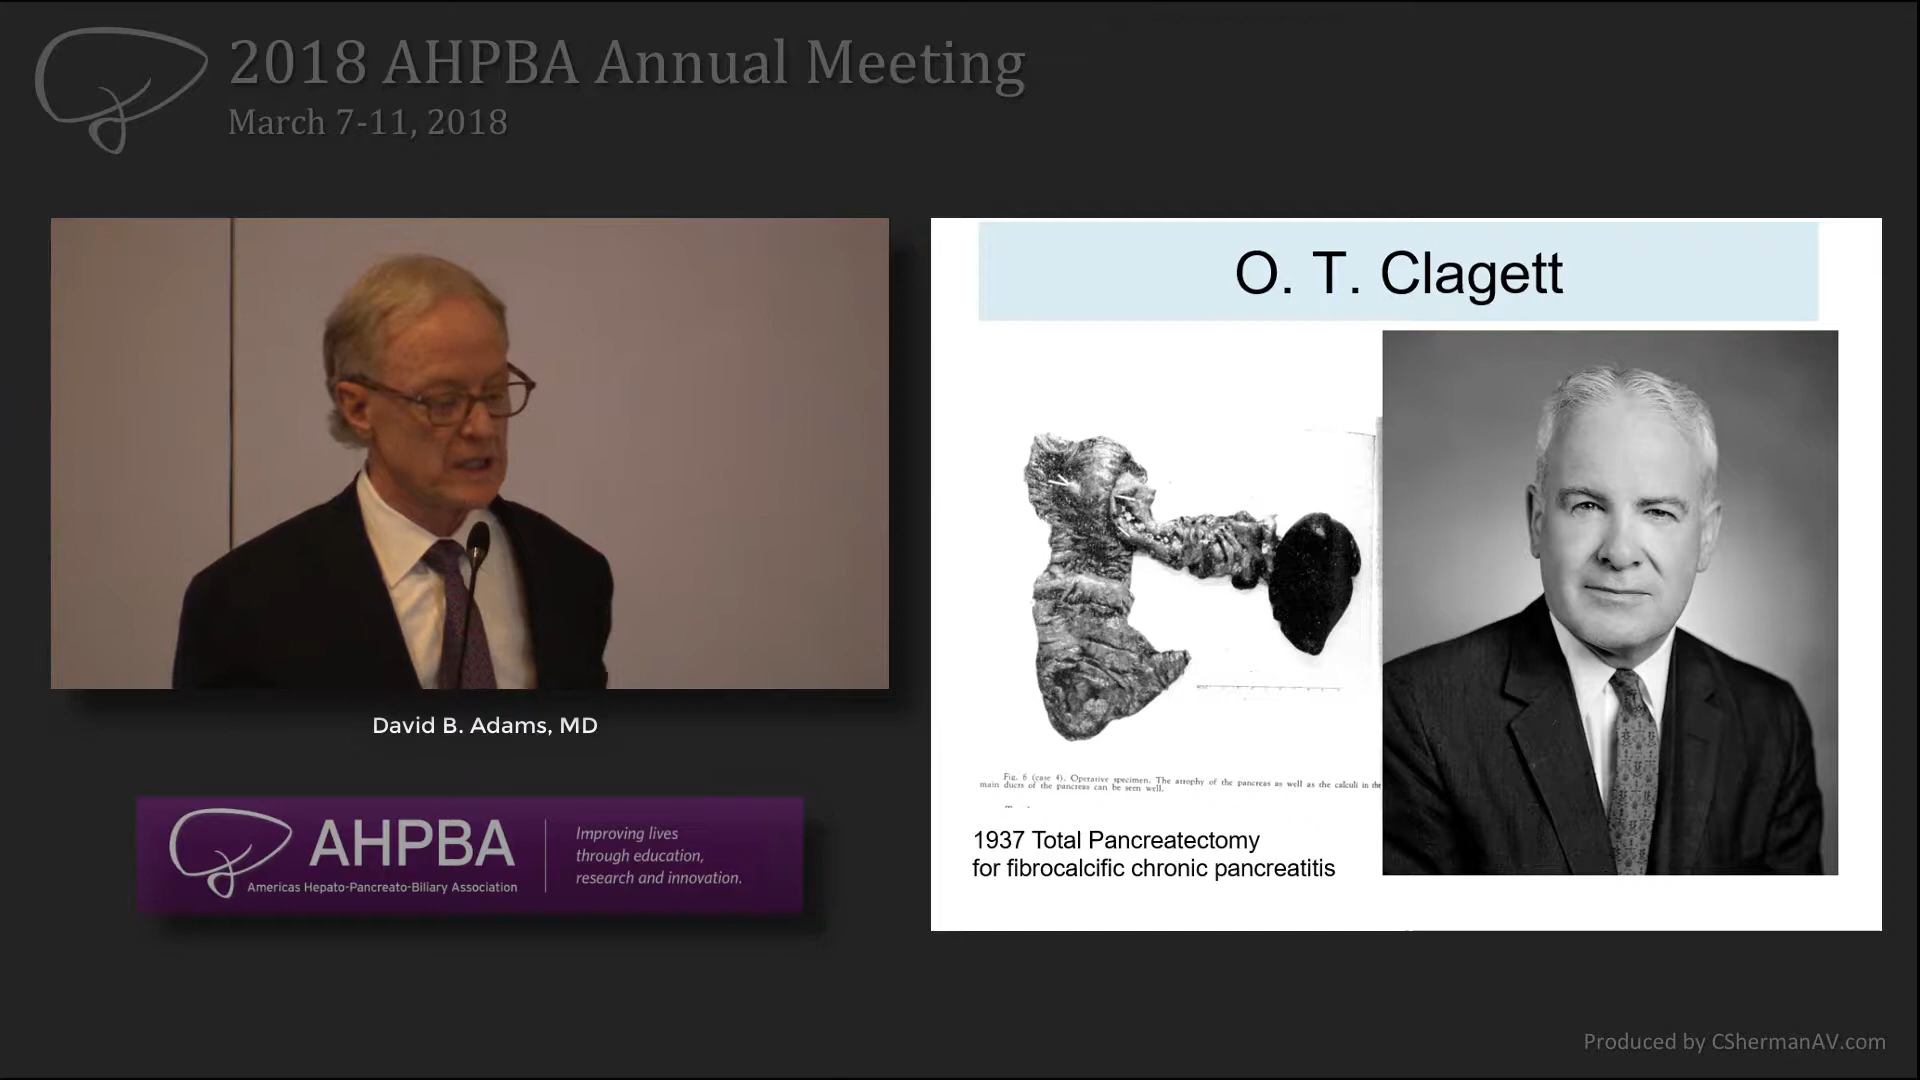 2018 AHPBA Annual Meeting
March 7-11, 2018
O. T. Clagett
Fig. 6 (case 4). Operative specimen. The atrophy of the pancreas as well as the calculi in the
main ducts of the pancreas can be seen well.
1937 Total Pancreatectomy
for fibrocalcific chronic pancreatitis
David B. Adams, MD
AHPBA
Americas Hepato-Pancreato-Biliary Association
Improving lives
through education,
research and innovation.
Produced by CShermanAV.com